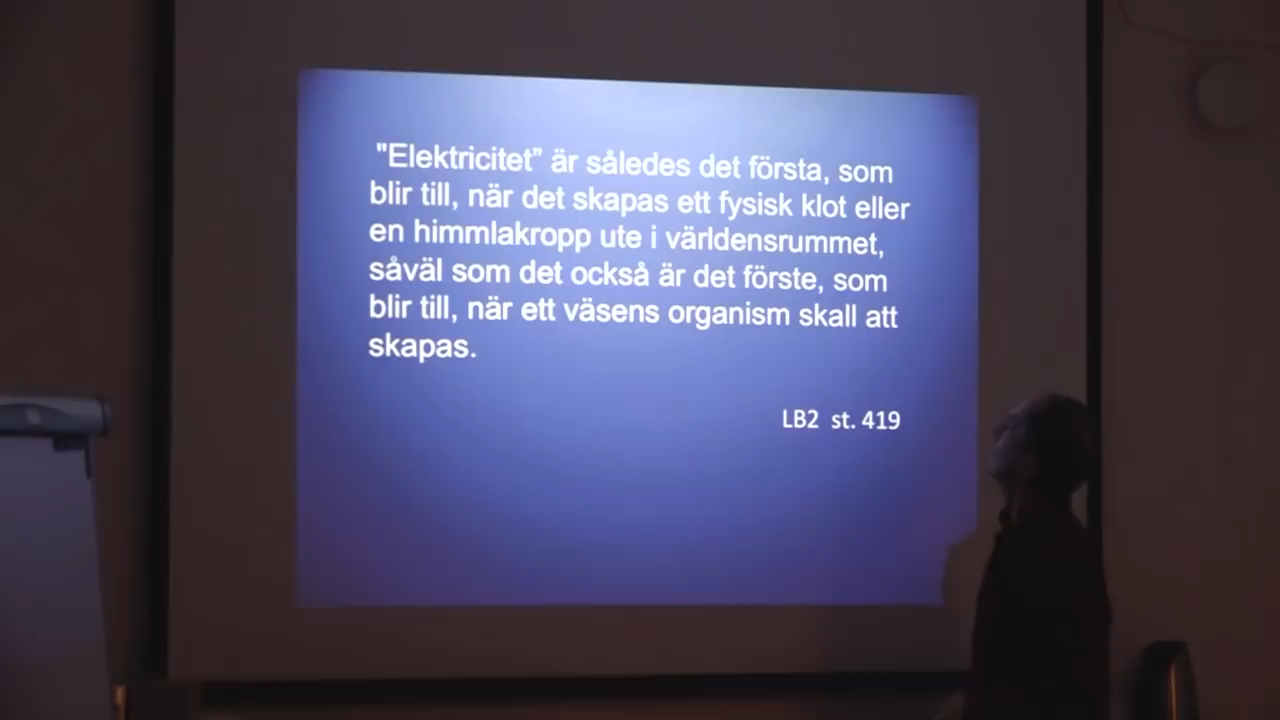 "Elektricitet” är således det första, som
blir till, när det skapas ett fysisk klot eller
en himmlakropp ute i världensrummet,
såväl som det också är det förste, som
blir till, när ett väsens organism skall att
skapas.
LB2 st. 419